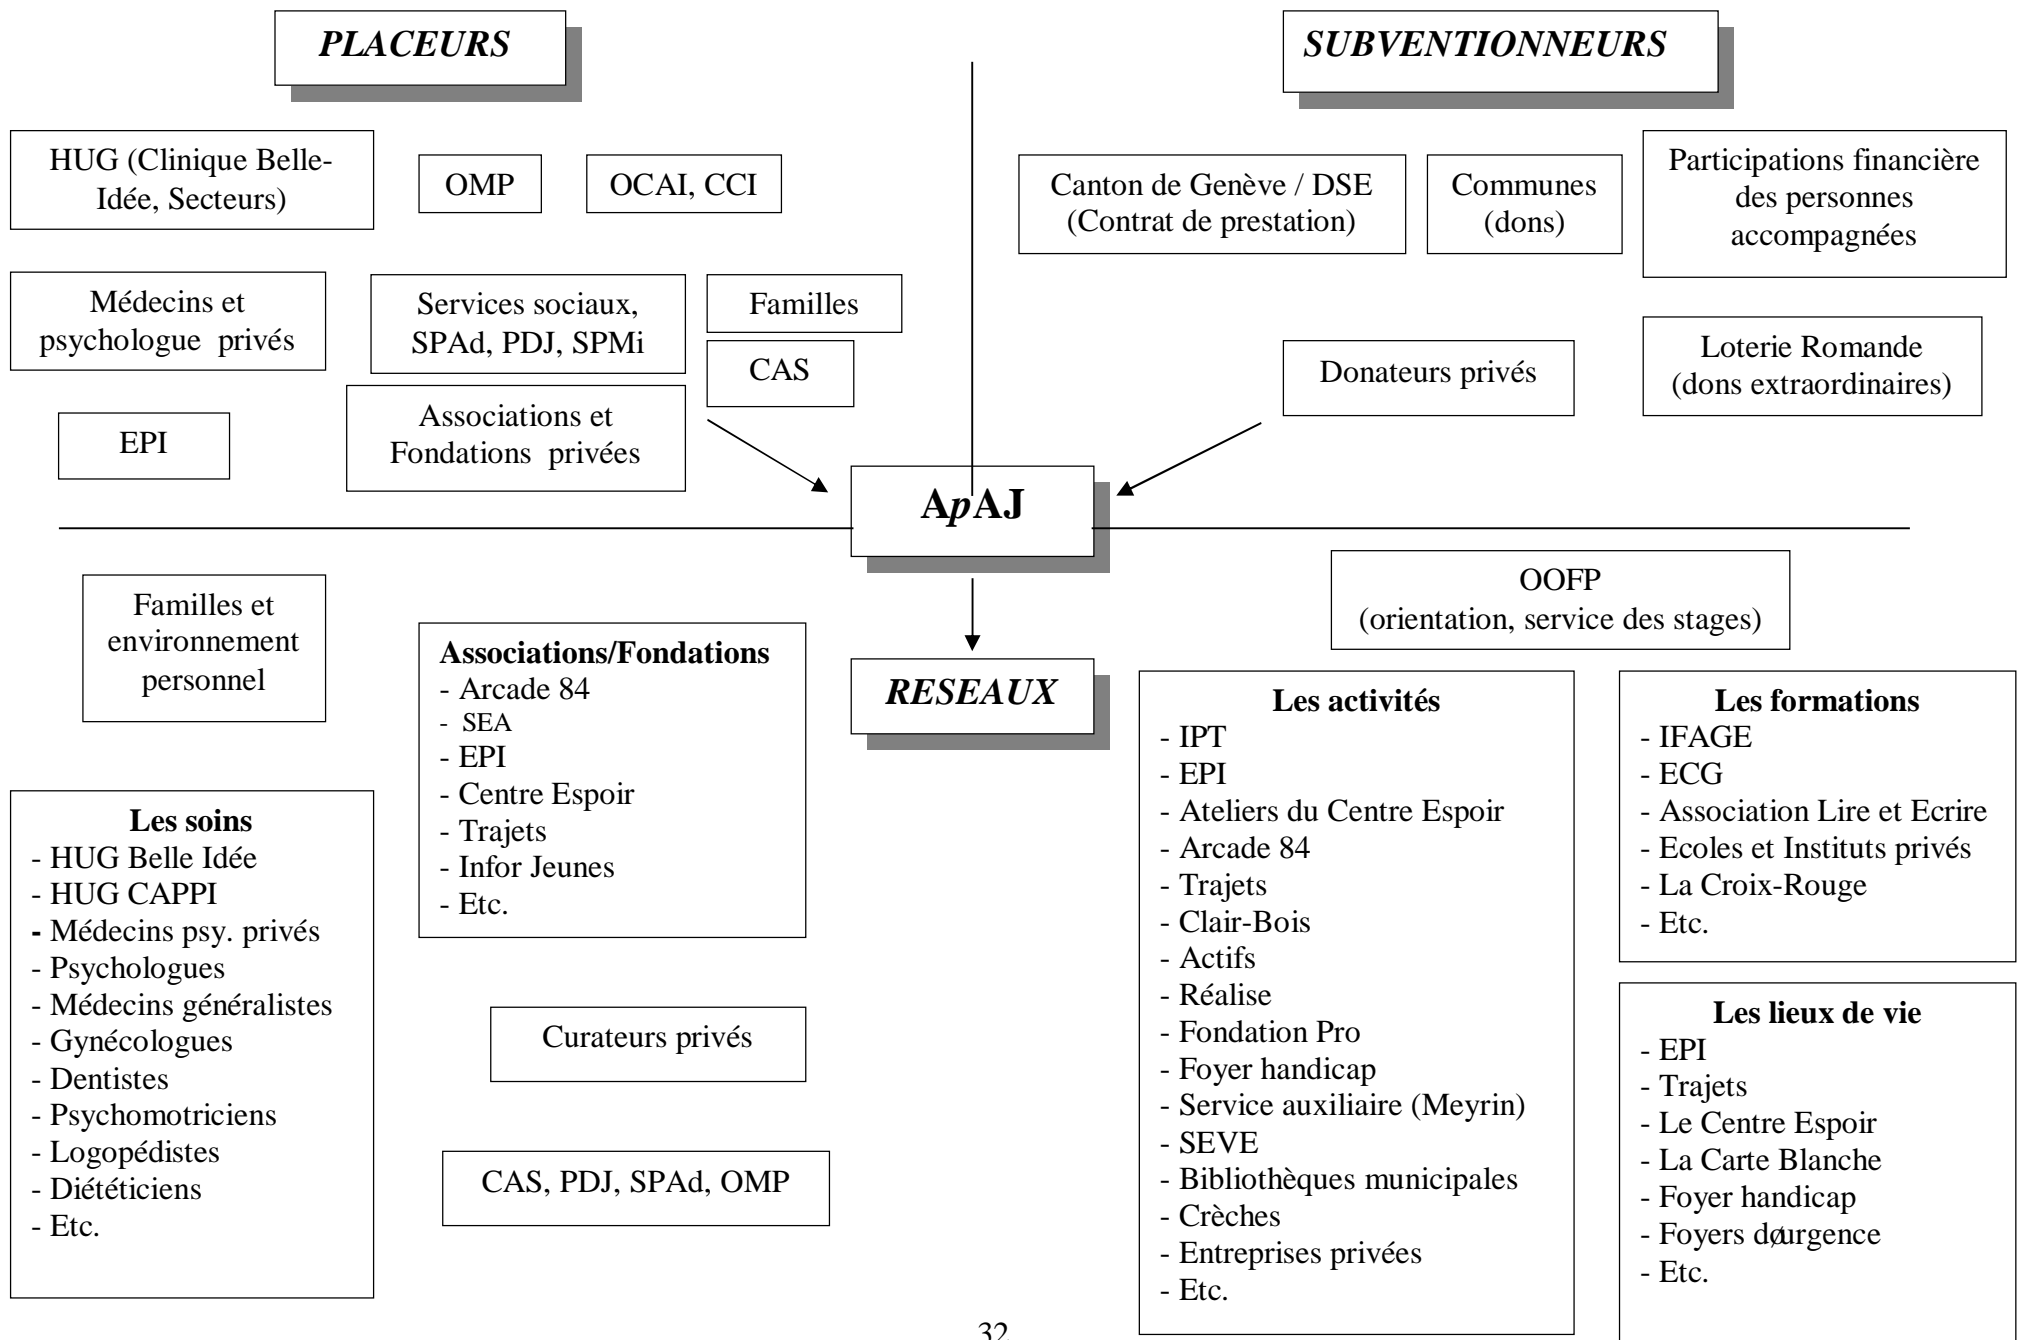 PLACEURS
SUBVENTIONNEURS
HUG (Clinique Belle-
Idée, Secteurs)
OMP
OCAI, CCI
Médecins et
psychologue  privés
Services sociaux,
SPAd, PDJ, SPMi
Familles
CAS
EPI
Associations et
Fondations  privées
Canton de Genève / DSE
(Contrat de prestation)
Communes
(dons)
Participations financière
des personnes
accompagnées
Donateurs privés
Loterie Romande
(dons extraordinaires)
ApAJ
Familles et
environnement
personnel
Les soins
- HUG Belle Idée
- HUG CAPPI
- Médecins psy. privés
- Psychologues
- Médecins généralistes
- Gynécologues
- Dentistes
- Psychomotriciens
- Logopédistes
- Diététiciens
- Etc.
Associations/Fondations
- Arcade 84
- SEA
- EPI
- Centre Espoir
- Trajets
- Infor Jeunes
- Etc.
Curateurs privés
CAS, PDJ, SPAd, OMP
RESEAUX
OOFP
(orientation, service des stages)
Les activités
- IPT
- EPI
- Ateliers du Centre Espoir
- Arcade 84
- Trajets
- Clair-Bois
- Actifs
- Réalise
- Fondation Pro
- Foyer handicap
- Service auxiliaire (Meyrin)
- SEVE
- Bibliothèques municipales
- Crèches
- Entreprises privées
- Etc.
Les formations
- IFAGE
- ECG
- Association Lire et Ecrire
- Ecoles et Instituts privés
- La Croix-Rouge
- Etc.
Les lieux de vie
- EPI
- Trajets
- Le Centre Espoir
- La Carte Blanche
- Foyer handicap
- Foyers døurgence
- Etc.
32